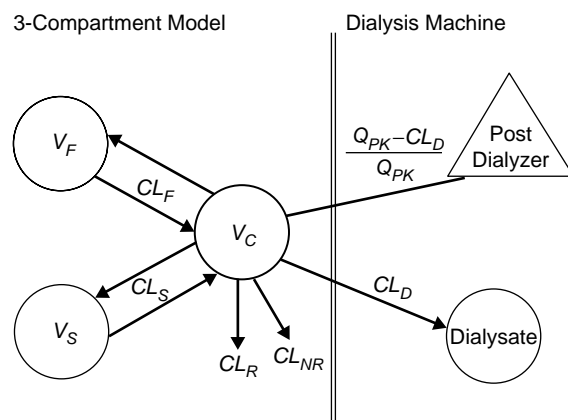 3-Compartment Model
Dialysis Machine
V_F
CL_F
V_C
CL_S
V_S
CL_R
CL_NR
Q_PK−CL_D
Q_PK
Post
Dialyzer
CL_D
Dialysate